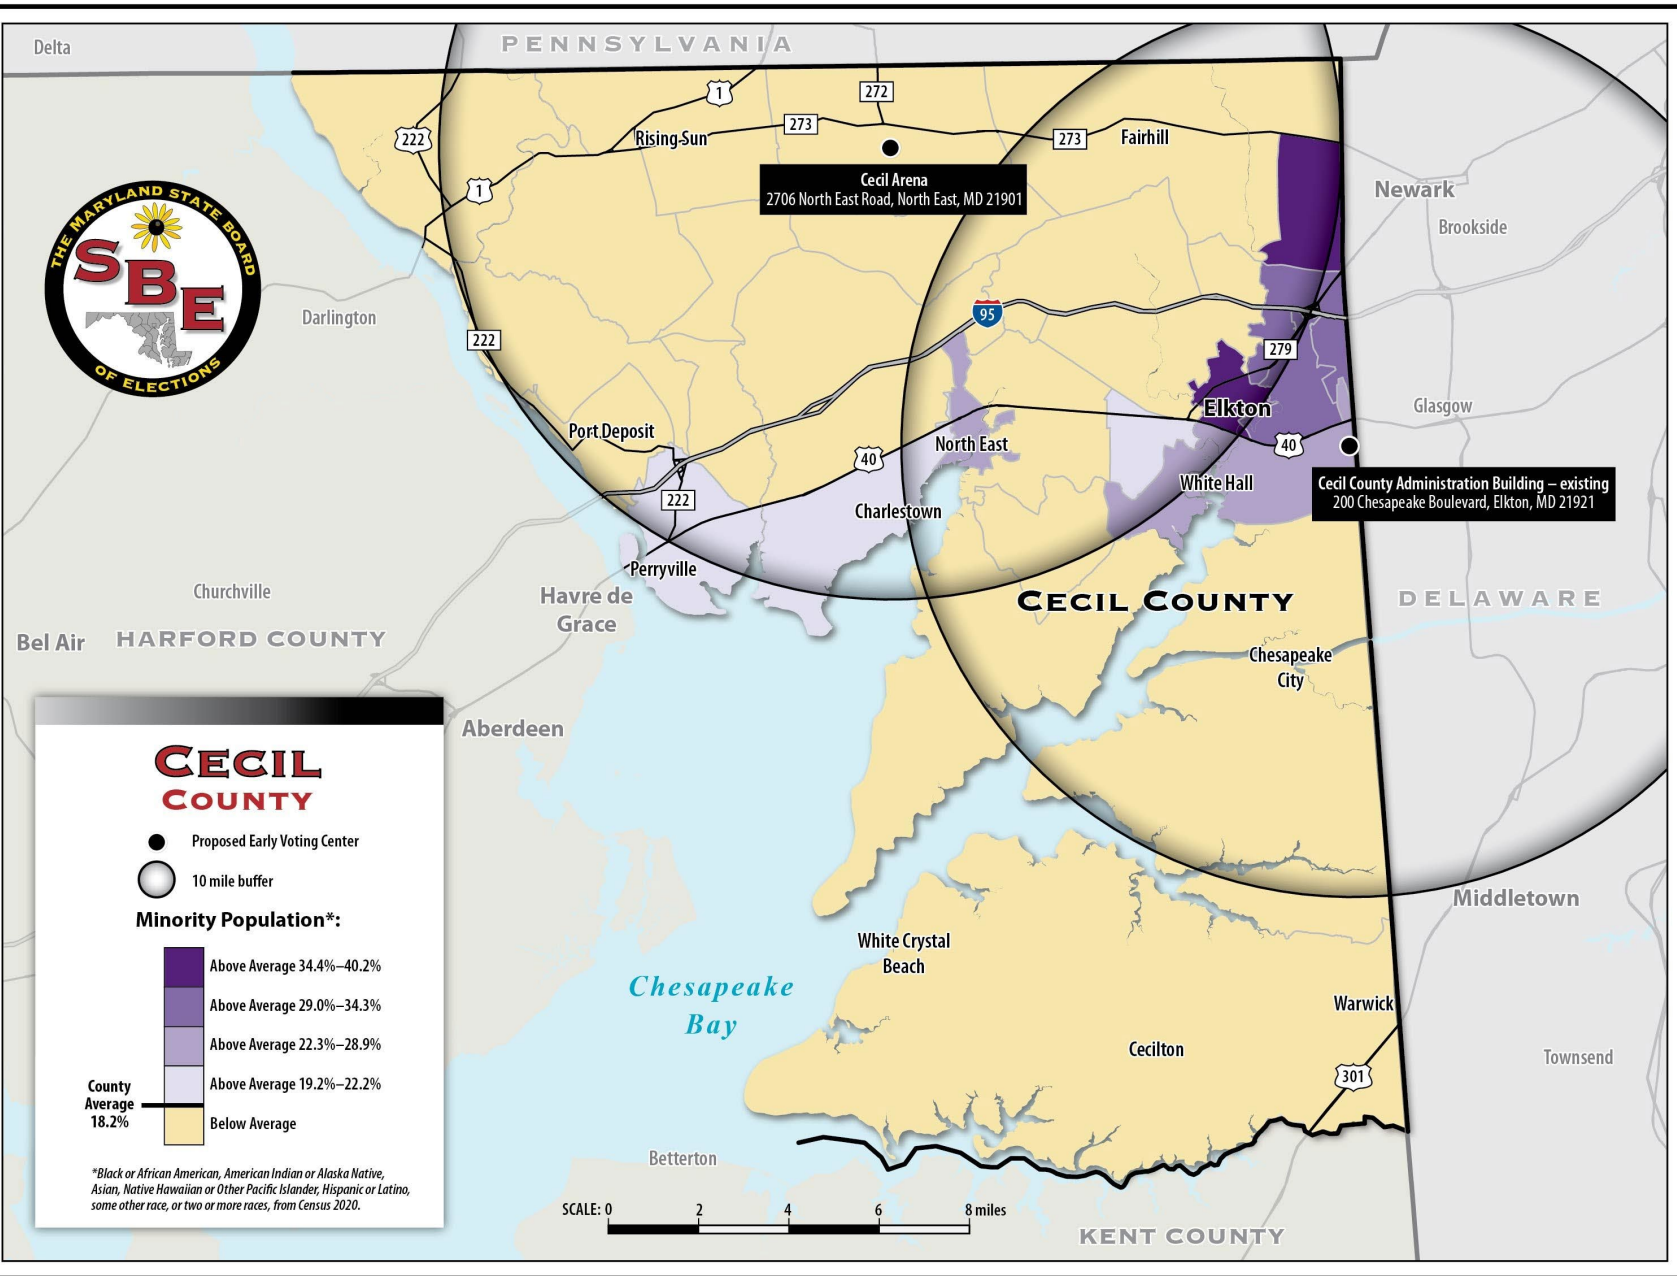 Delta
PENNSYLVANIA
1
272
222
273
Rising Sun
273
Fairhill
1
Cecil Arena
2706 North East Road, North East, MD 21901
Newark
Brookside
THE MARYLAND STATE BOARD
SBE
OF ELECTIONS
Darlington
95
222
279
Elkton
Glasgow
Port Deposit
40
North East
40
White Hall
Cecil County Administration Building – existing
200 Chesapeake Boulevard, Elkton, MD 21921
222
Charlestown
Perryville
Churchville
Havre de
Grace
CECIL COUNTY
DELAWARE
Bel Air
HARFORD COUNTY
Chesapeake
City
Aberdeen
CECIL
COUNTY
Proposed Early Voting Center
10 mile buffer
Minority Population*:
Above Average 34.4%–40.2%
Above Average 29.0%–34.3%
Above Average 22.3%–28.9%
Above Average 19.2%–22.2%
County
Average
18.2%
Below Average
*Black or African American, American Indian or Alaska Native,
Asian, Native Hawaiian or Other Pacific Islander, Hispanic or Latino,
some other race, or two or more races, from Census 2020.
Middletown
White Crystal
Beach
Chesapeake
Bay
Warwick
Cecilton
Townsend
301
Betterton
SCALE: 0 2 4 6 8 miles
KENT COUNTY